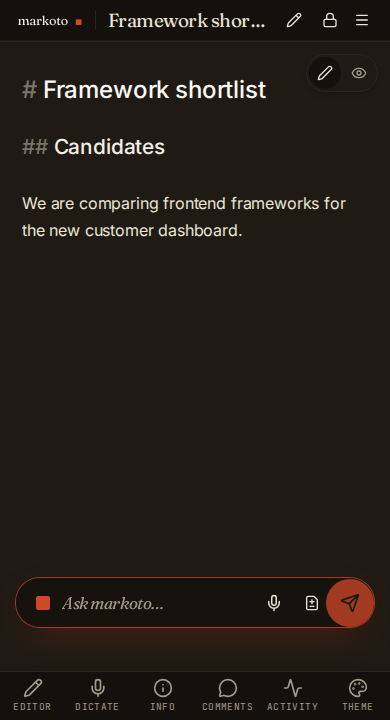 markoto
Framework shor...
# Framework shortlist
## Candidates
We are comparing frontend frameworks for
the new customer dashboard.
Ask markoto...
EDITOR DICTATE INFO COMMENTS ACTIVITY THEME